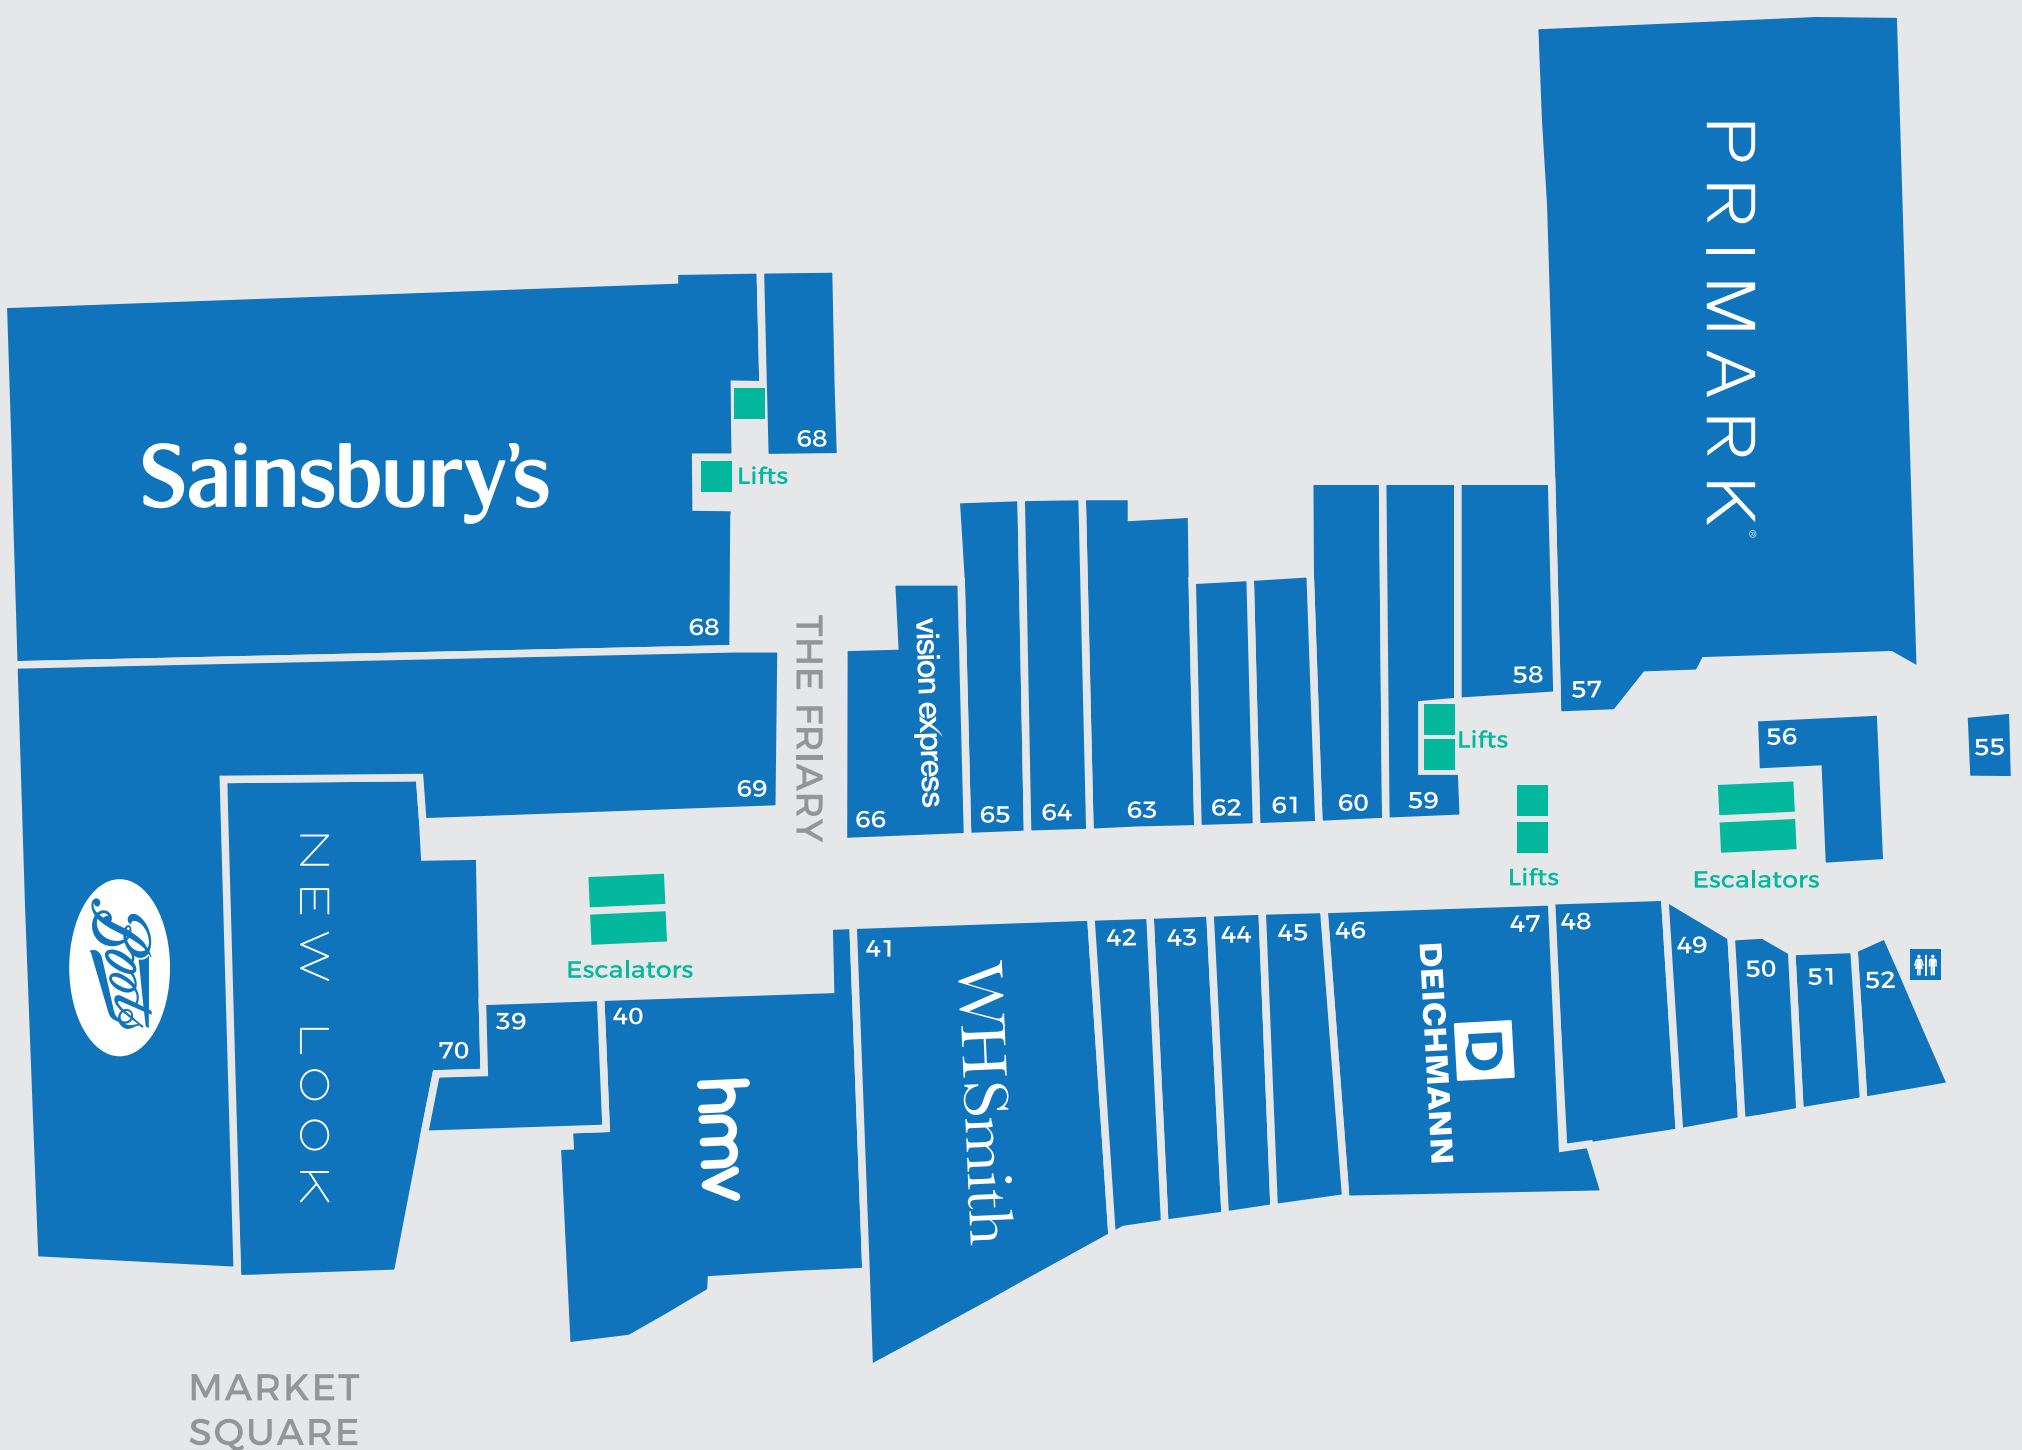 PRIMARK®
Sainsbury's
68
Lifts
68
THE FRIARY
vision express
66
65
64
63
62
61
60
59
58
57
Lifts
56
55
69
Lifts
Escalators
NEW LOOK
Boots
Escalators
70
39
40
hmv
41
WHSmith
42
43
44
45
46
47
DEICHMANN
D
48
49
50
51
52
MARKET
SQUARE